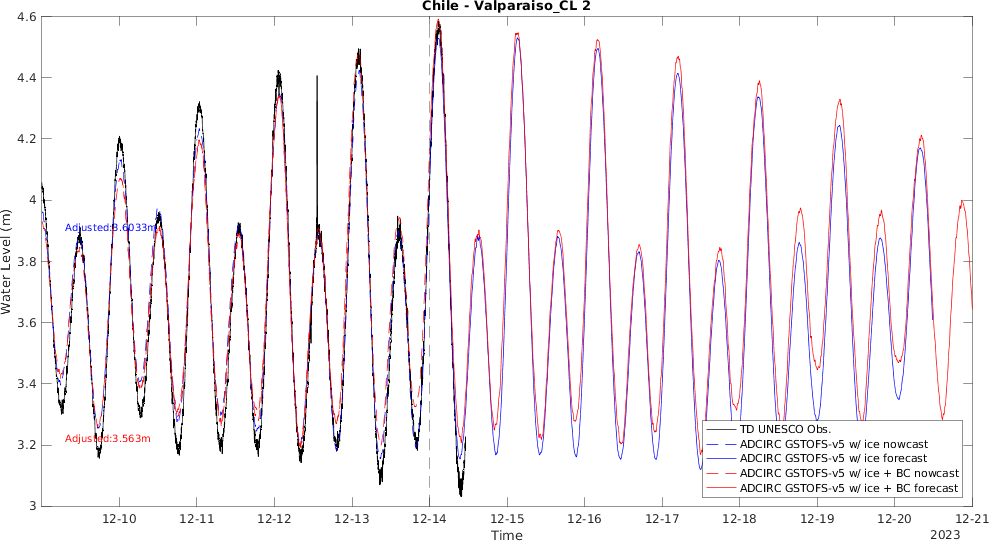 Chile - Valparaiso_CL 2
4.6
4.4
4.2
4
3.8
3.6
3.4
3.2
3
Water Level (m)
Adjusted:3.6033m
Adjusted:3.563m
TD UNESCO Obs.
ADCIRC GSTOFS-v5 w/ ice nowcast
ADCIRC GSTOFS-v5 w/ ice forecast
ADCIRC GSTOFS-v5 w/ ice + BC nowcast
ADCIRC GSTOFS-v5 w/ ice + BC forecast
12-10 12-11 12-12 12-13 12-14 12-15 12-16 12-17 12-18 12-19 12-20 12-21
Time
2023